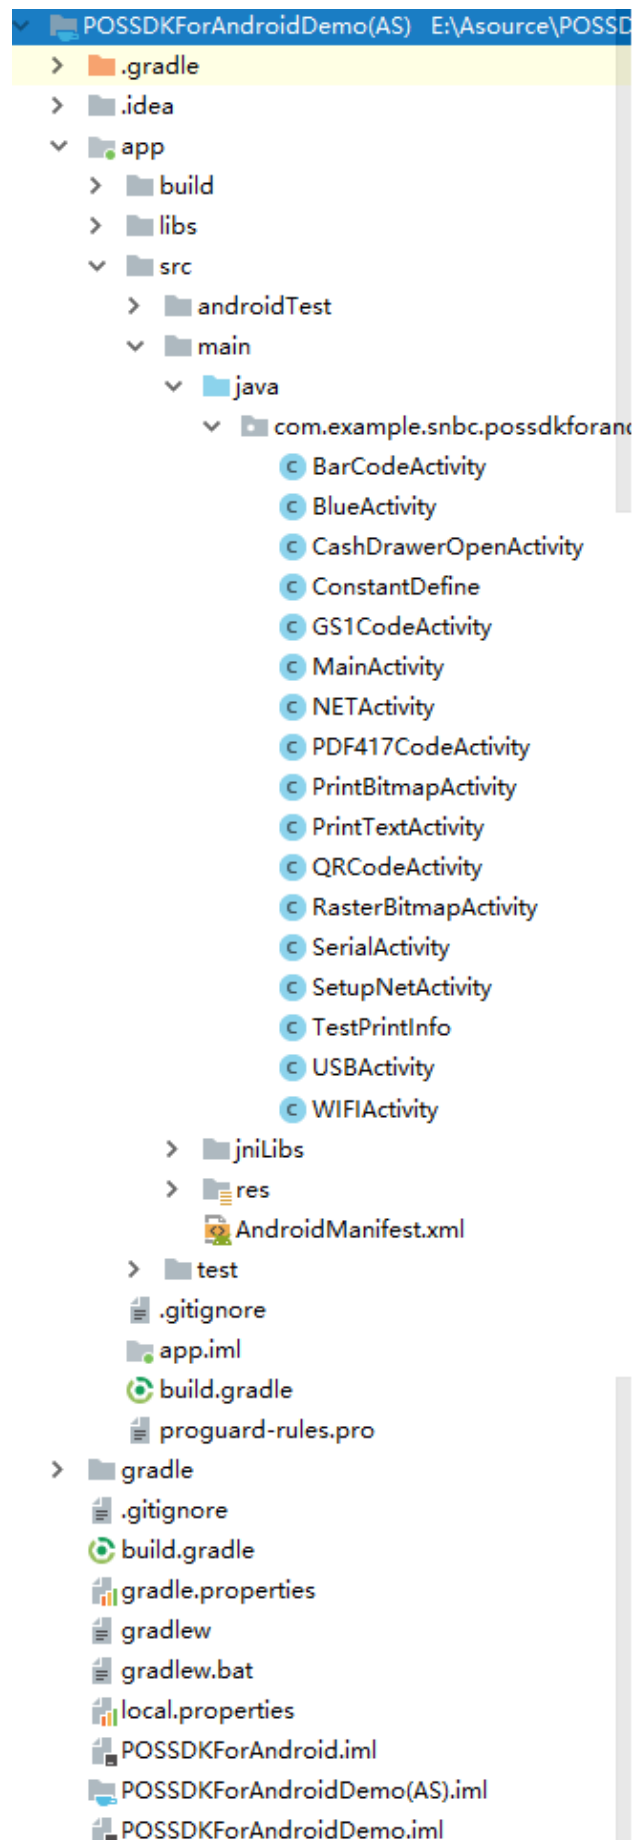 POSSDKForAndroidDemo(AS) E:\Asource\POSSD
.gradle
.idea
app
build
libs
src
androidTest
main
java
com.example.snbc.possdkforand
BarCodeActivity
BlueActivity
CashDrawerOpenActivity
ConstantDefine
GS1CodeActivity
MainActivity
NETActivity
PDF417CodeActivity
PrintBitmapActivity
PrintTextActivity
QRCodeActivity
RasterBitmapActivity
SerialActivity
SetupNetActivity
TestPrintInfo
USBActivity
WIFIActivity
jniLibs
res
AndroidManifest.xml
test
.gitignore
app.iml
build.gradle
proguard-rules.pro
gradle
.gitignore
build.gradle
gradle.properties
gradlew
gradlew.bat
local.properties
POSSDKForAndroid.iml
POSSDKForAndroidDemo(AS).iml
POSSDKForAndroidDemo.iml